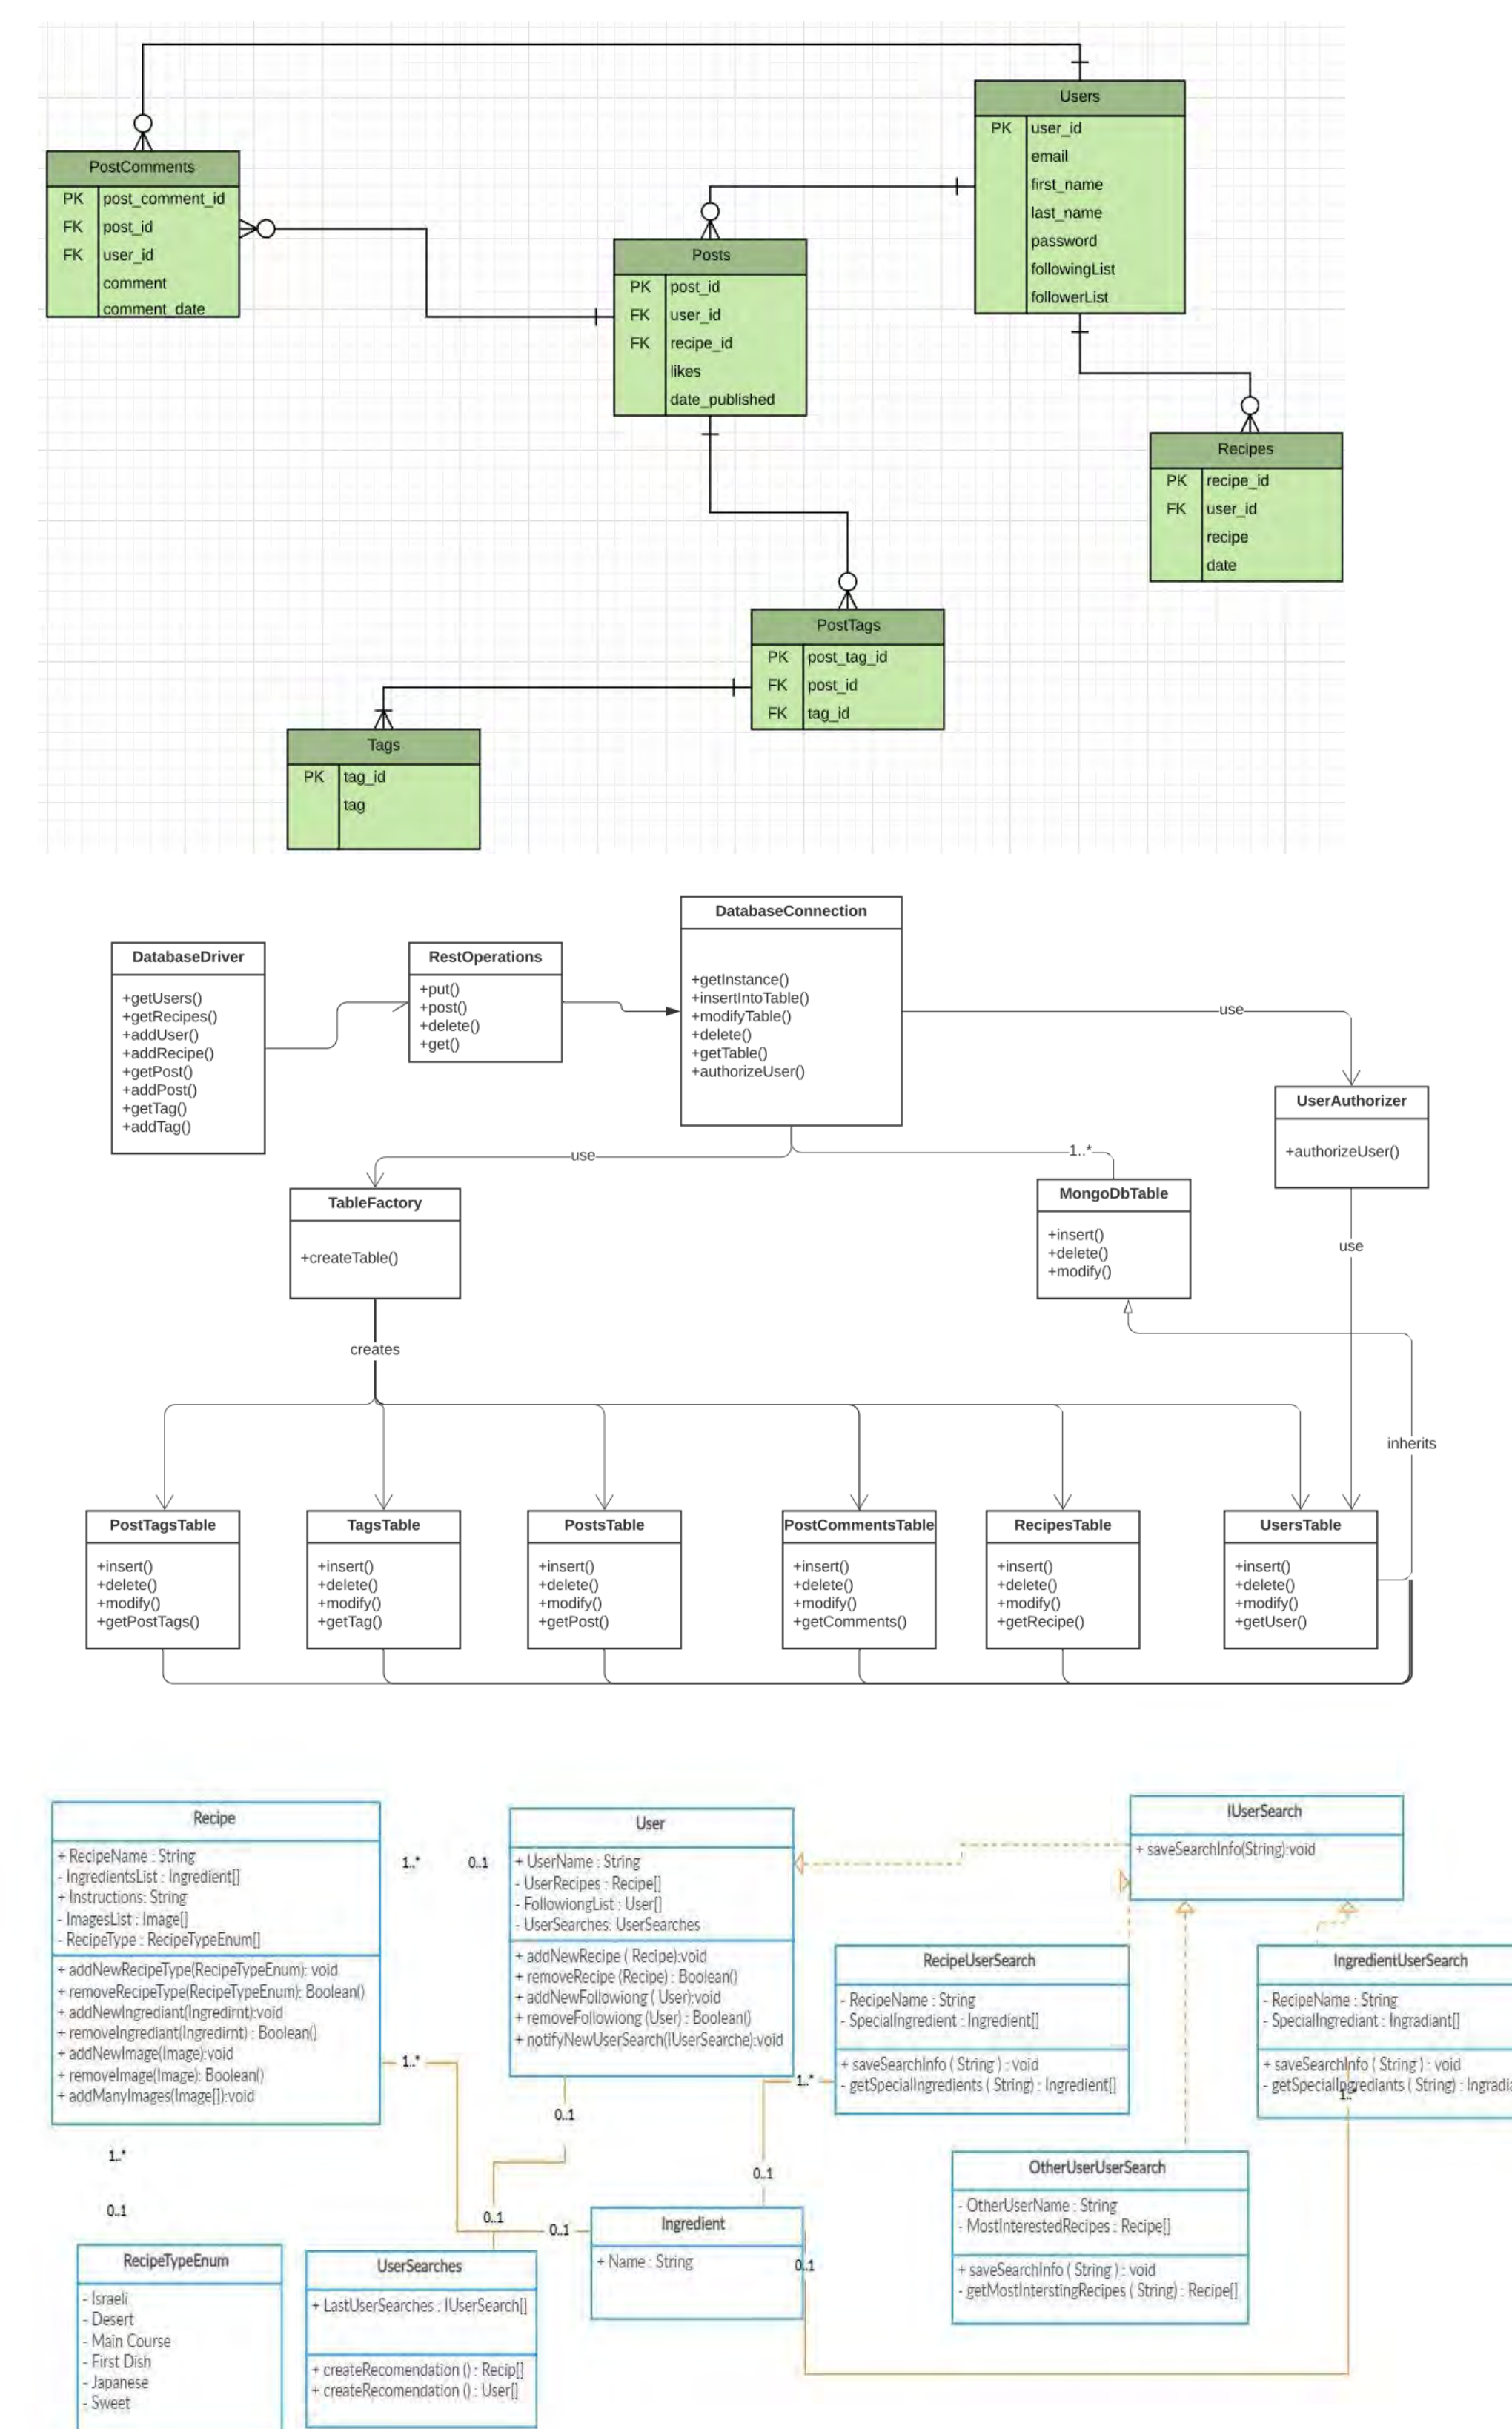 Users
PK user_id
email
first_name
last_name
password
followingList
followerList
PostComments
PK post_comment_id
FK post_id
FK user_id
comment
comment_date
Posts
PK post_id
FK user_id
FK recipe_id
likes
date_published
Recipes
PK recipe_id
FK user_id
recipe
date
PostTags
PK post_tag_id
FK post_id
FK tag_id
Tags
PK tag_id
tag
DatabaseConnection
+getInstance()
+insertIntoTable()
+modifyTable()
+delete()
+getTable()
+authorizeUser()
DatabaseDriver
+getUsers()
+getRecipes()
+addUser()
+addRecipe()
+getPost()
+addPost()
+getTag()
+addTag()
RestOperations
+put()
+post()
+delete()
+get()
use
UserAuthorizer
+authorizeUser()
use
1..*
TableFactory
+createTable()
MongoDbTable
+insert()
+delete()
+modify()
use
creates
inherits
PostTagsTable
+insert()
+delete()
+modify()
+getPostTags()
TagsTable
+insert()
+delete()
+modify()
+getTag()
PostsTable
+insert()
+delete()
+modify()
+getPost()
PostCommentsTable
+insert()
+delete()
+modify()
+getComments()
RecipesTable
+insert()
+delete()
+modify()
+getRecipe()
UsersTable
+insert()
+delete()
+modify()
+getUser()
Recipe
+ RecipeName : String
- IngredientsList : Ingredient[]
+ Instructions: String
- ImagesList : Image[]
- RecipeType : RecipeTypeEnum[]
+ addNewRecipeType(RecipeTypeEnum): void
+ removeRecipeType(RecipeTypeEnum): Boolean()
+ addNewIngrediant(Ingredirnt):void
+ removeIngrediant(Ingredirnt) : Boolean()
+ addNewImage(Image):void
+ removeImage(Image): Boolean()
+ addManyImages(Image[]):void
1..*
0..1
User
+ UserName : String
- UserRecipes : Recipe[]
- FollowiongList : User[]
- UserSearches: UserSearches
+ addNewRecipe ( Recipe):void
+ removeRecipe (Recipe) : Boolean()
+ addNewFollowiong ( User):void
+ removeFollowiong (User) : Boolean()
+ notifyNewUserSearch(IUserSearche):void
IUserSearch
+ saveSearchInfo(String):void
RecipeUserSearch
- RecipeName : String
- SpecialIngredient : Ingredient[]
+ saveSearchInfo ( String ) : void
- getSpecialIngredients ( String) : Ingredient[]
IngredientUserSearch
- RecipeName : String
- SpecialIngrediant : Ingradiant[]
+ saveSearchInfo ( String ) : void
- getSpecialIngrediants ( String) : Ingradia
1..*
1..*
1..*
0..1
1..*
0..1
0..1
0..1
0..1
0..1
OtherUserUserSearch
- OtherUserName : String
- MostInterestedRecipes : Recipe[]
+ saveSearchInfo ( String ) : void
- getMostInterstingRecipes ( String) : Recipe[]
RecipeTypeEnum
- Israeli
- Desert
- Main Course
- First Dish
- Japanese
- Sweet
UserSearches
+ LastUserSearches : IUserSearch[]
+ createRecomendation () : Recip[]
+ createRecomendation () : User[]
Ingredient
+ Name : String